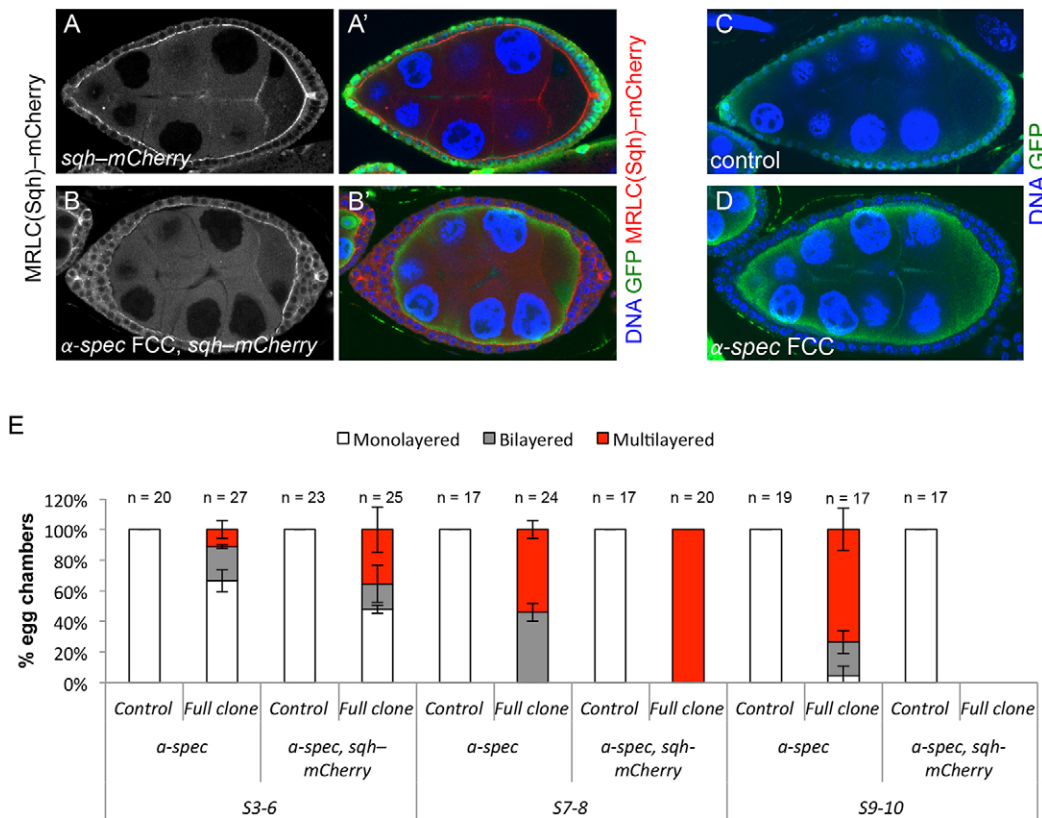 A
A'
C
MRLC(Sqh)–mCherry
sqh–mCherry
DNA GFP MRLC(Sqh)–mCherry
control
DNA GFP
B
B'
D
α-spec FCC, sqh–mCherry
α-spec FCC
E
Monolayered Bilayered Multilayered
n = 20 n = 27 n = 23 n = 25 n = 17 n = 24 n = 17 n = 20 n = 19 n = 17 n = 17
120%
100%
80%
60%
40%
20%
0%
% egg chambers
Control Full clone Control Full clone Control Full clone Control Full clone Control Full clone Control Full clone
α-spec α-spec, sqh–mCherry α-spec α-spec, sqh-mCherry α-spec α-spec, sqh-mCherry
S3-6 S7-8 S9-10